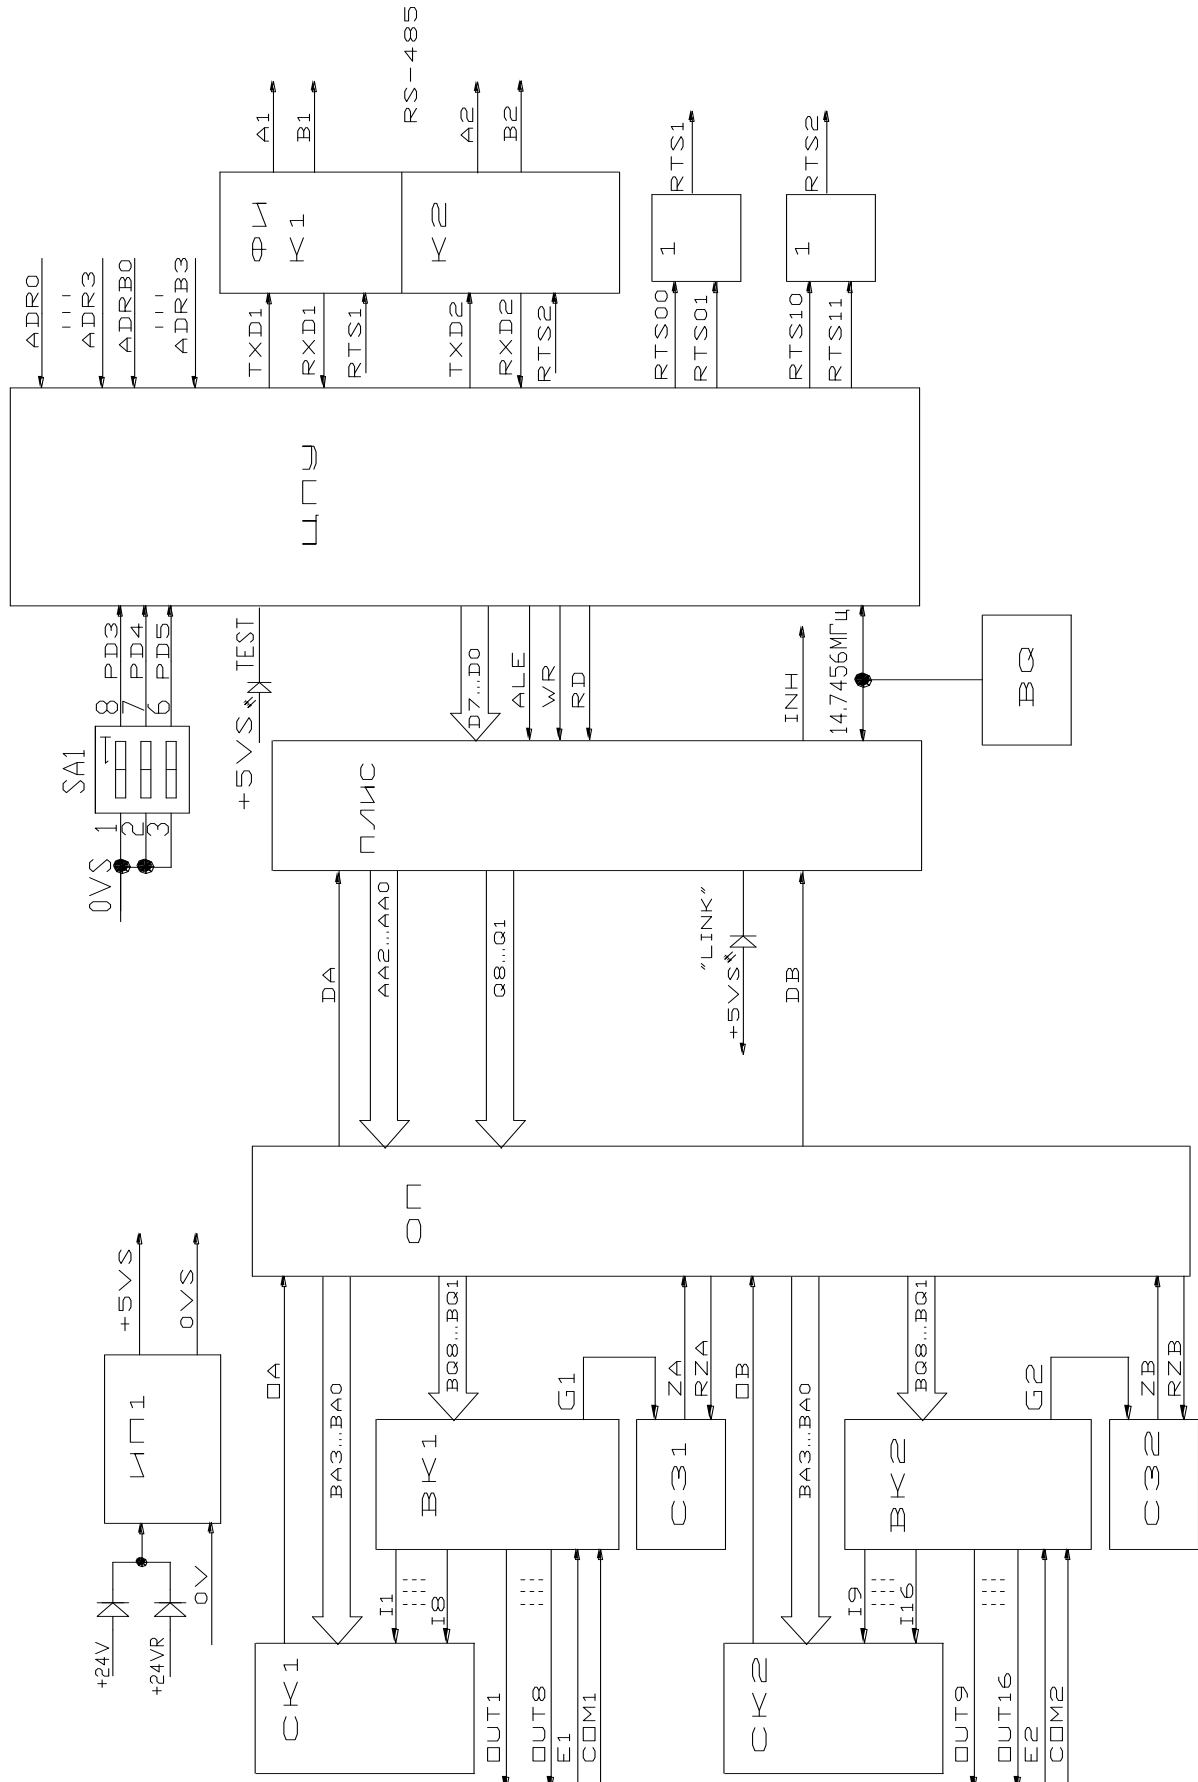 RS-485
A1
B1
A2
B2
RTS1
RTS2
ФИ
К1
К2
1
1
ADR0
ADR3
ADRB0
ADRB3
TXD1
RXD1
RTS1
TXD2
RXD2
RTS2
RTS00
RTS01
RTS10
RTS11
ЦПУ
PD3
PD4
PD5
8
7
6
SA1
1
2
3
0VS
TEST
+5VS
D7...D0
ALE
WR
RD
INH
14.7456МГц
BQ
ПЛИС
DA
AA2...AA0
Q8...Q1
"LINK"
+5VS
DB
ОП
+5VS
0VS
ИП1
+24V
+24VR
0V
OA
BA3...BA0
BQ8...BQ1
G1
ZA
RZA
OB
BA3...BA0
BQ8...BQ1
G2
ZB
RZB
ВК1
СЗ1
ВК2
СЗ2
I1
I8
I9
I16
СК1
СК2
OUT1
OUT8
E1
COM1
OUT9
OUT16
E2
COM2